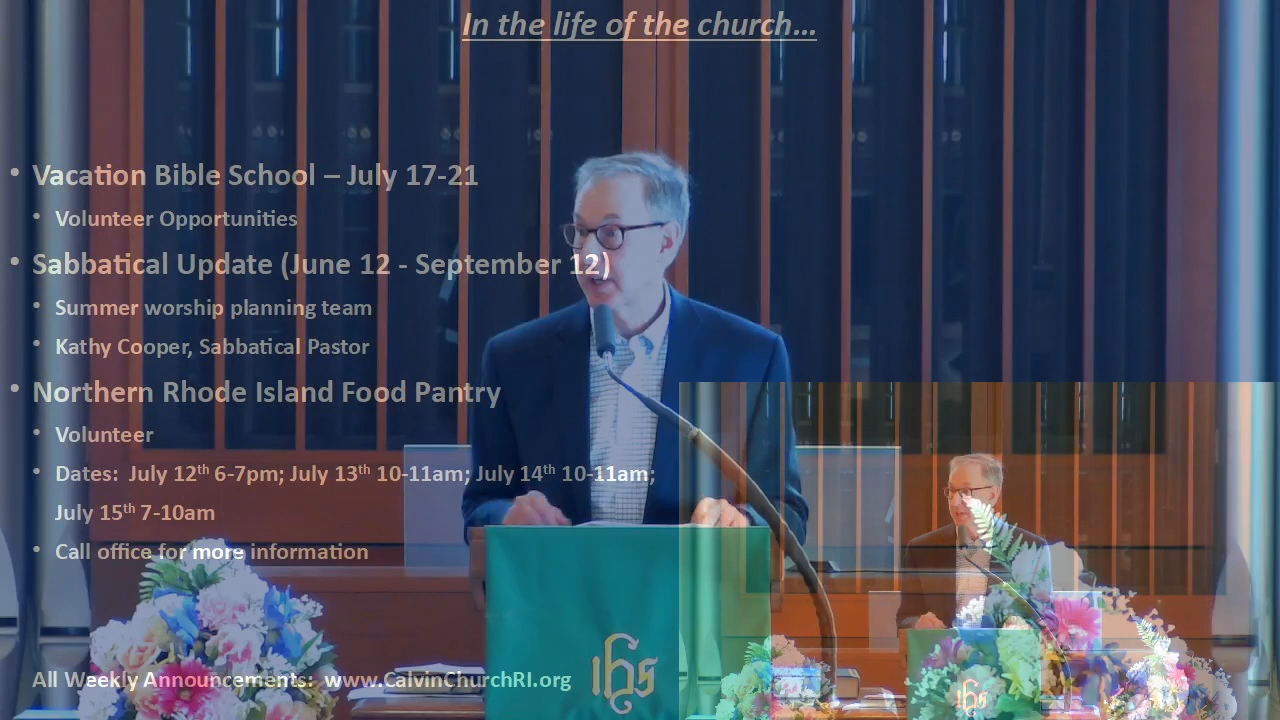 In the life of the church...
• Vacation Bible School – July 17-21
• Volunteer Opportunities
• Sabbatical Update (June 12 - September 12)
• Summer worship planning team
• Kathy Cooper, Sabbatical Pastor
• Northern Rhode Island Food Pantry
• Volunteer
• Dates: July 12th 6-7pm; July 13th 10-11am; July 14th 10-11am;
July 15th 7-10am
• Call office for more information
All Weekly Announcements: www.CalvinChurchRI.org
ihs
ihs